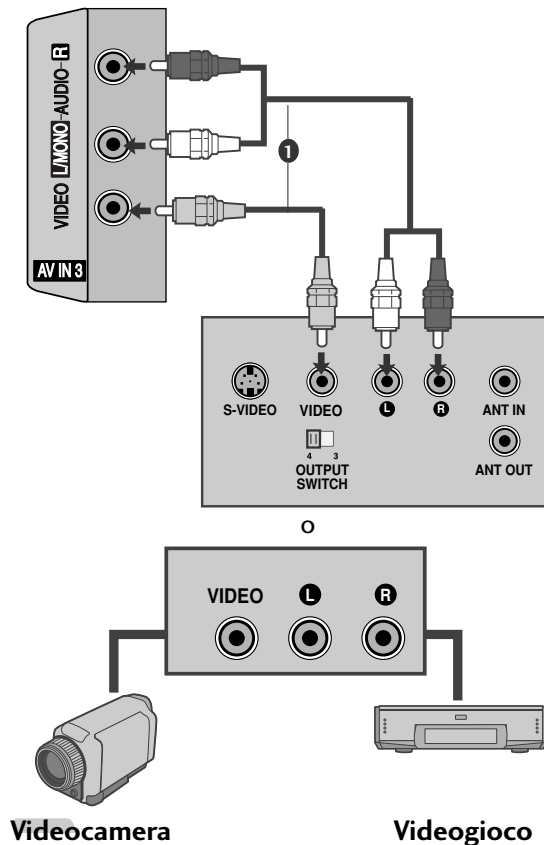 VIDEO L/MONO-AUDIO-R
AV IN 3
1
S-VIDEO VIDEO L R ANT IN
4 3
OUTPUT
SWITCH
ANT OUT
o
VIDEO L R
Videocamera Videogioco